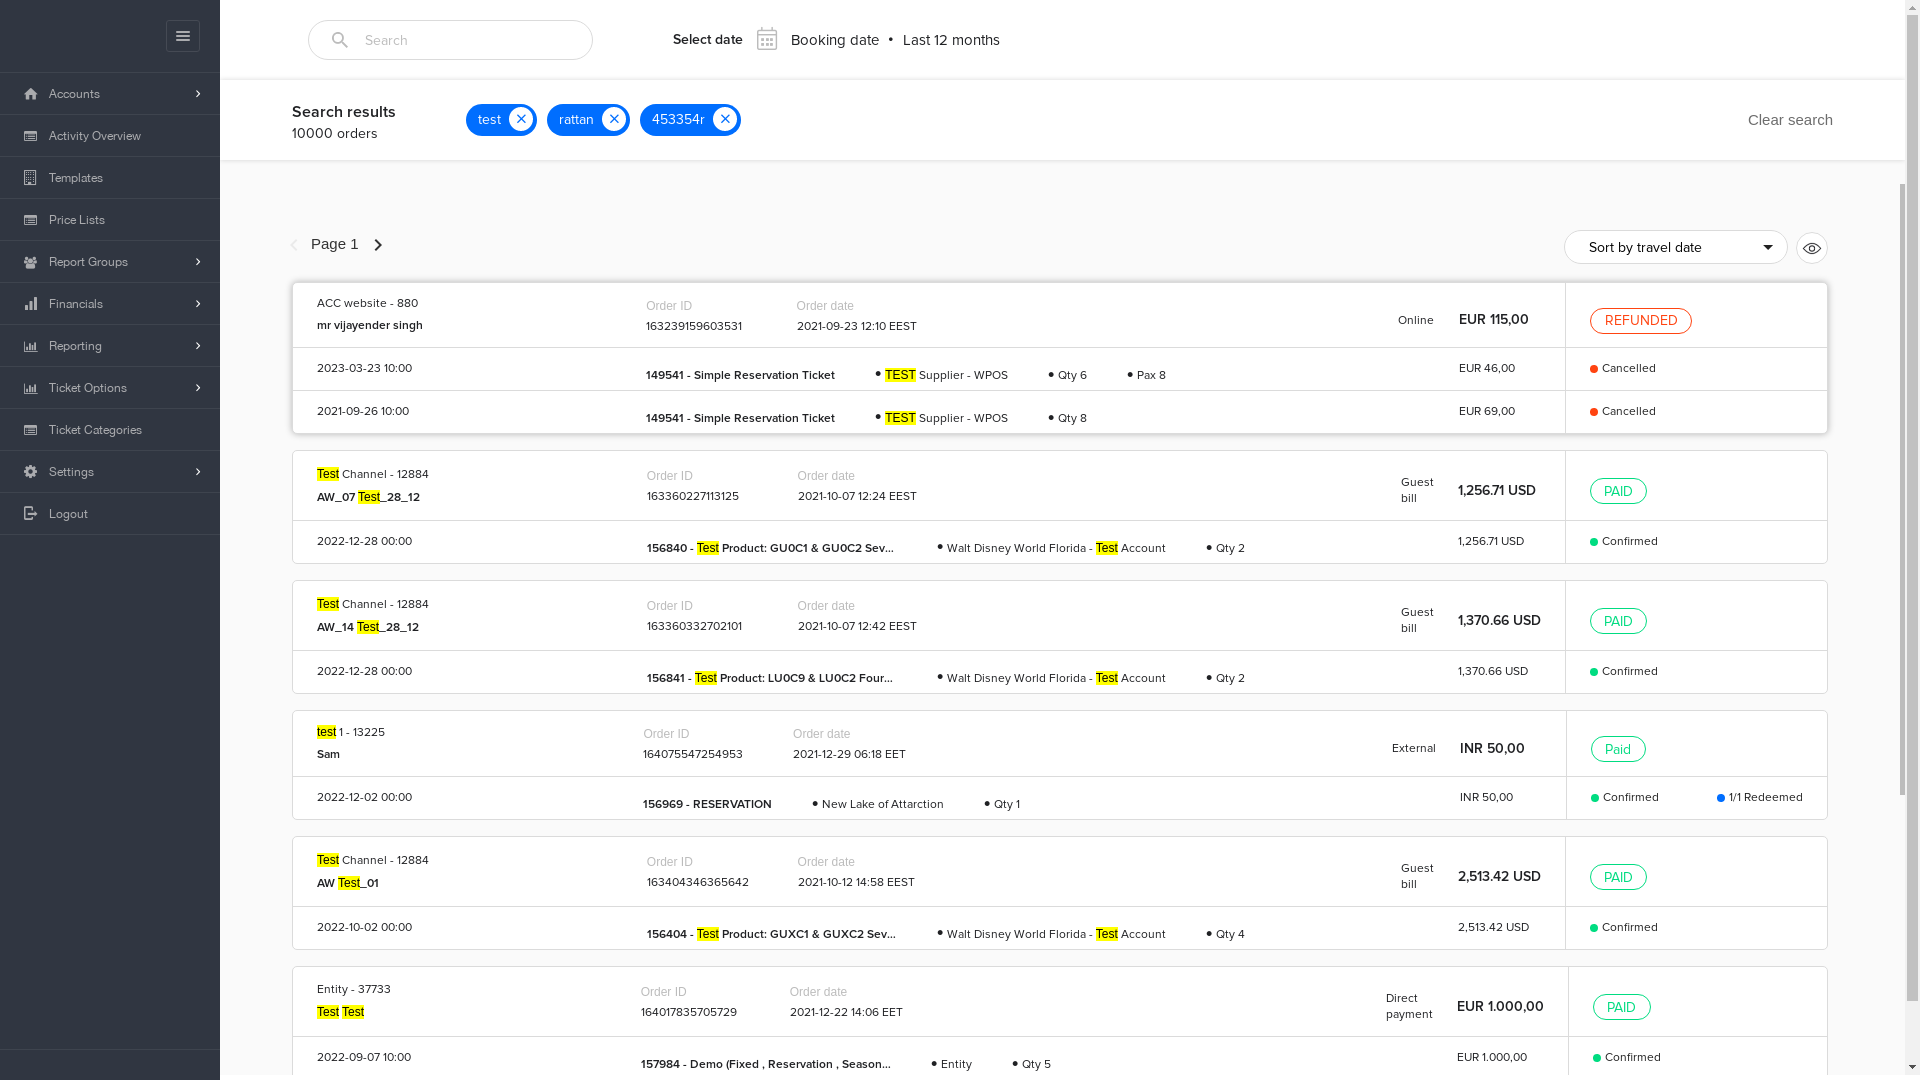 Search
Select date
Booking date • Last 12 months
Accounts
Activity Overview
Templates
Price Lists
Report Groups
Financials
Reporting
Ticket Options
Ticket Categories
Settings
Logout
Search results
10000 orders
test
rattan
453354r
Clear search
Page 1
Sort by travel date
ACC website - 880
mr vijayender singh
Order ID
163239159603531
Order date
2021-09-23 12:10 EEST
Online
EUR 115,00
REFUNDED
2023-03-23 10:00
149541 - Simple Reservation Ticket
• TEST Supplier - WPOS
• Qty 6
• Pax 8
EUR 46,00
Cancelled
2021-09-26 10:00
149541 - Simple Reservation Ticket
• TEST Supplier - WPOS
• Qty 8
EUR 69,00
Cancelled
Test Channel - 12884
AW_07 Test_28_12
Order ID
163360227113125
Order date
2021-10-07 12:24 EEST
Guest
bill
1,256.71 USD
PAID
2022-12-28 00:00
156840 - Test Product: GU0C1 & GU0C2 Sev...
• Walt Disney World Florida - Test Account
• Qty 2
1,256.71 USD
Confirmed
Test Channel - 12884
AW_14 Test_28_12
Order ID
163360332702101
Order date
2021-10-07 12:42 EEST
Guest
bill
1,370.66 USD
PAID
2022-12-28 00:00
156841 - Test Product: LU0C9 & LU0C2 Four...
• Walt Disney World Florida - Test Account
• Qty 2
1,370.66 USD
Confirmed
test 1 - 13225
Sam
Order ID
164075547254953
Order date
2021-12-29 06:18 EET
External
INR 50,00
Paid
2022-12-02 00:00
156969 - RESERVATION
• New Lake of Attarction
• Qty 1
INR 50,00
Confirmed
1/1 Redeemed
Test Channel - 12884
AW Test_01
Order ID
163404346365642
Order date
2021-10-12 14:58 EEST
Guest
bill
2,513.42 USD
PAID
2022-10-02 00:00
156404 - Test Product: GUXC1 & GUXC2 Sev...
• Walt Disney World Florida - Test Account
• Qty 4
2,513.42 USD
Confirmed
Entity - 37733
Test Test
Order ID
164017835705729
Order date
2021-12-22 14:06 EET
Direct
payment
EUR 1.000,00
PAID
2022-09-07 10:00
157984 - Demo (Fixed , Reservation , Season...
• Entity
• Qty 5
EUR 1.000,00
Confirmed